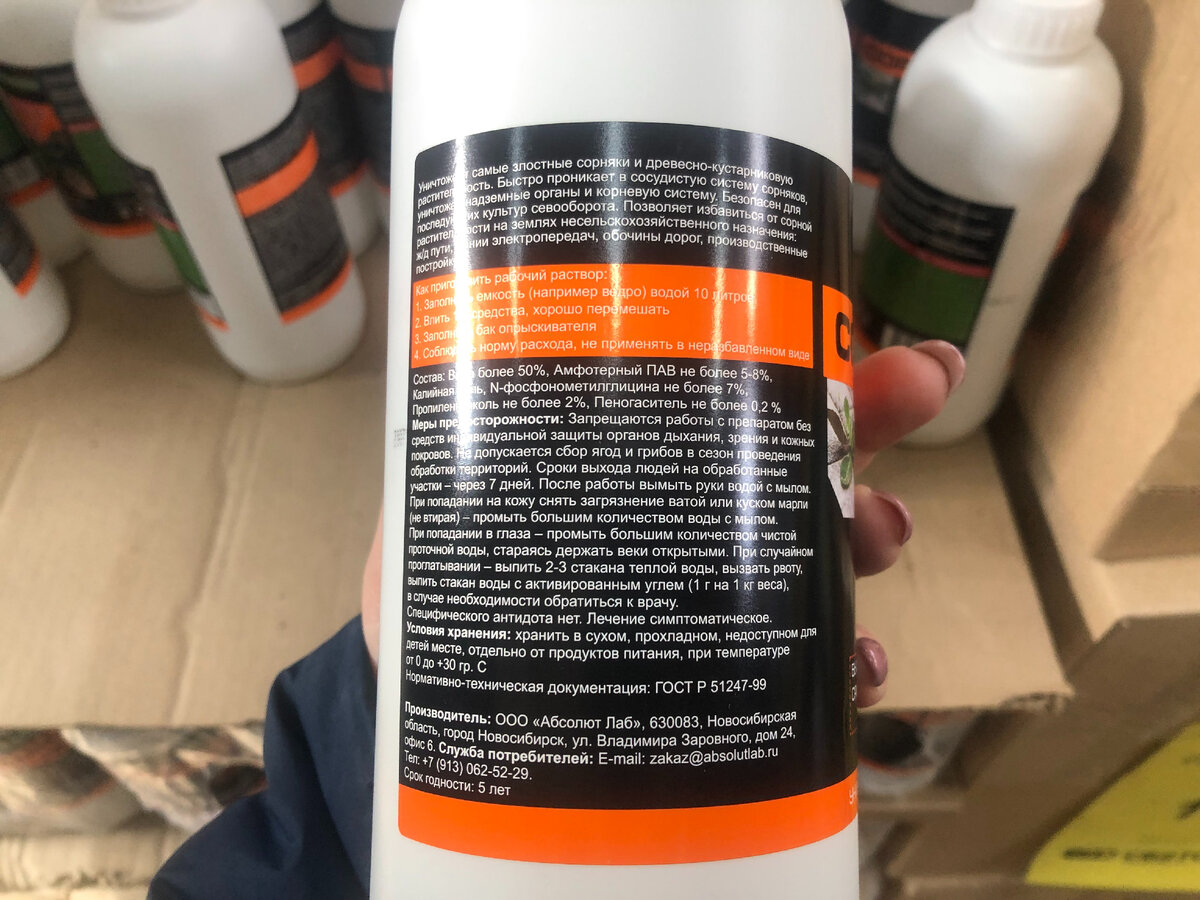 самые злостные сорняки и древесно-кустарниковую
Быстро проникает в сосудистую систему сорняков,
надземные органы и корневую систему. Безопасен для
культур севооборота. Позволяет избавиться от сорной
на землях несельскохозяйственного назначения:
ж/д пути, электропередач, обочины дорог, производственные
Как рабочий раствор:
1. емкость (например ведро) водой 10 литров
2. Влить средства, хорошо перемешать
3. бак опрыскивателя
4. норму расхода, не применять в неразбавленном виде
Состав: более 50%, Амфотерный ПАВ не более 5-8%,
Калийная N-фосфонометилглицина не более 7%,
не более 2%, Пеногаситель не более 0,2 %
Меры предосторожности: Запрещаются работы с препаратом без
средств индивидуальной защиты органов дыхания, зрения и кожных
покровов. Не допускается сбор ягод и грибов в сезон проведения
обработки территорий. Сроки выхода людей на обработанные
участки – через 7 дней. После работы вымыть руки водой с мылом.
При попадании на кожу снять загрязнение ватой или куском марли
(не втирая) – промыть большим количеством воды с мылом.
При попадании в глаза – промыть большим количеством чистой
проточной воды, стараясь держать веки открытыми. При случайном
проглатывании – выпить 2-3 стакана теплой воды, вызвать рвоту,
выпить стакан воды с активированным углем (1 г на 1 кг веса),
в случае необходимости обратиться к врачу.
Специфического антидота нет. Лечение симптоматическое.
Условия хранения: хранить в сухом, прохладном, недоступном для
детей месте, отдельно от продуктов питания, при температуре
от 0 до +30 гр. С
Нормативно-техническая документация: ГОСТ Р 51247-99
Производитель: ООО «Абсолют Лаб», 630083, Новосибирская
область, город Новосибирск, ул. Владимира Заровного, дом 24,
офис 6. Служба потребителей: E-mail: zakaz@absolutlab.ru
Тел: +7 (913) 062-52-29.
Срок годности: 5 лет